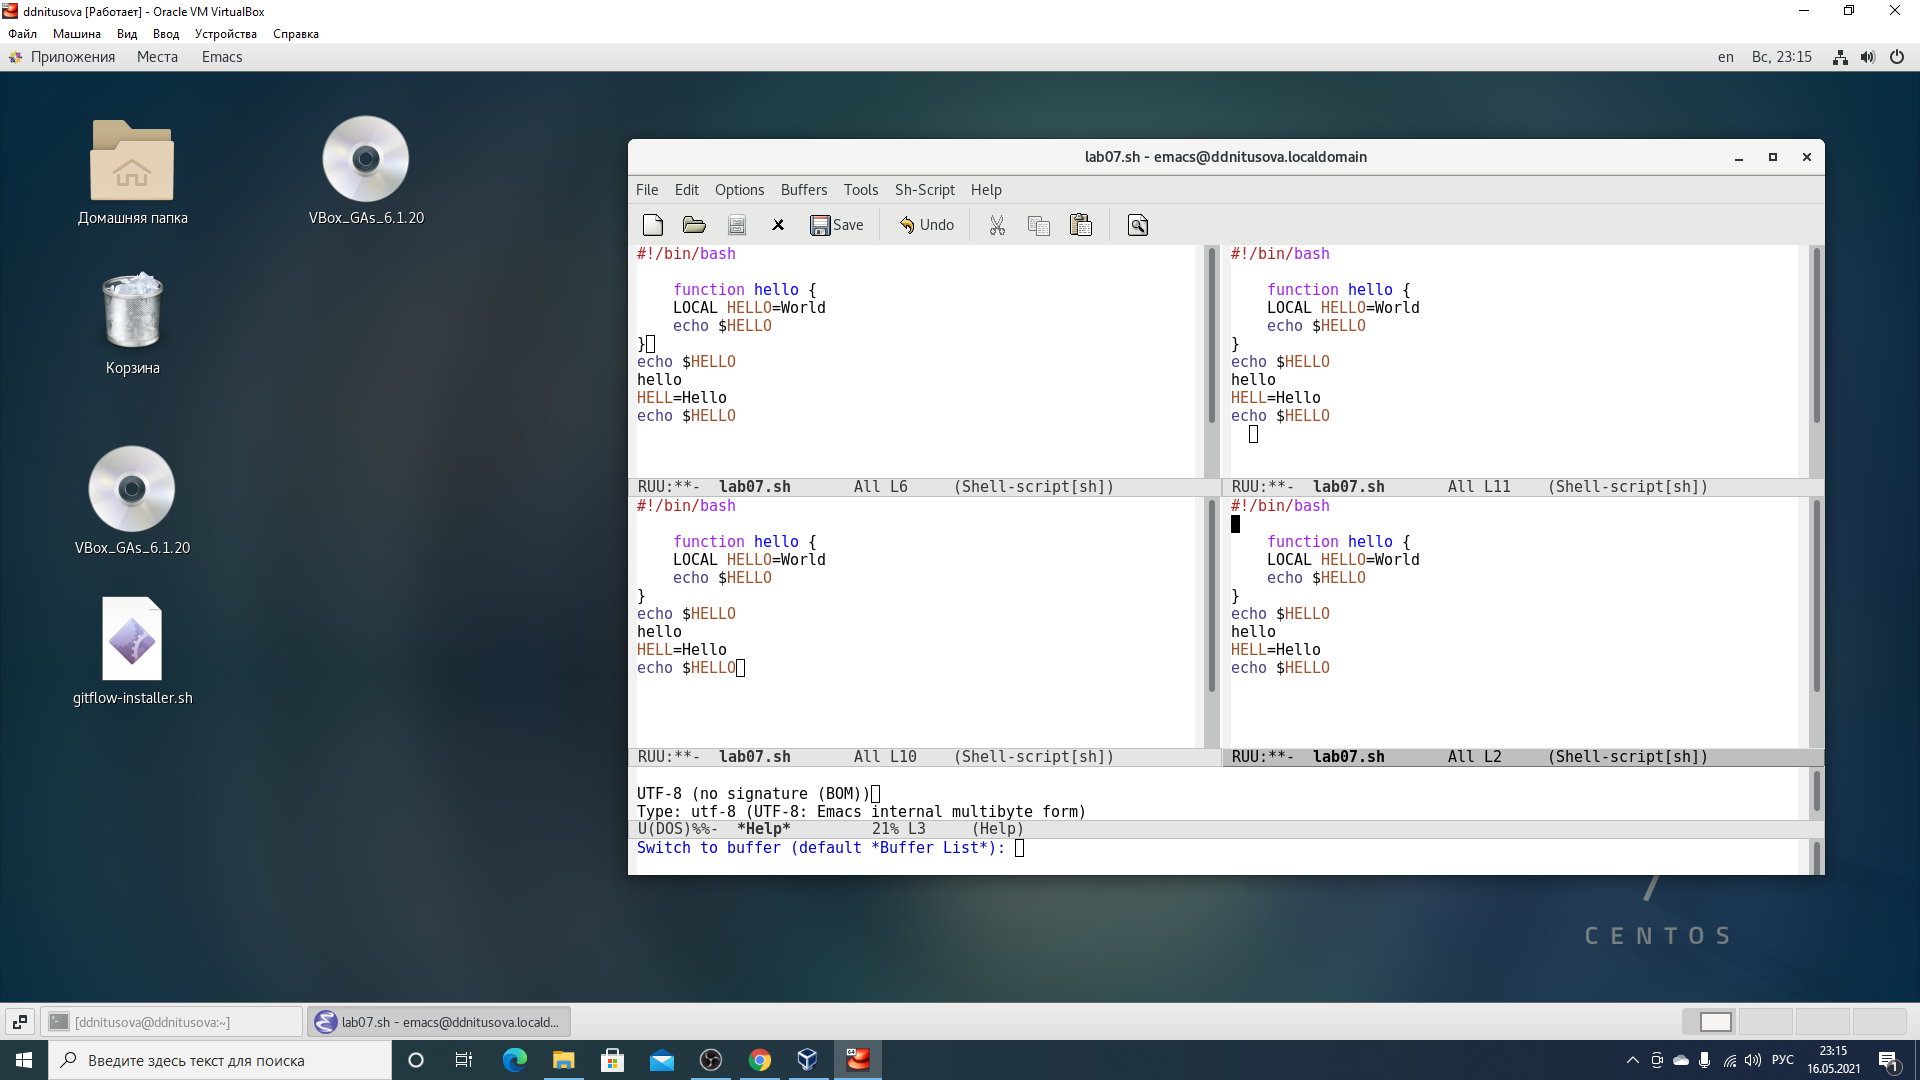 ddnitusova [Работает] - Oracle VM VirtualBox
Файл Машина Вид Ввод Устройства Справка
Приложения Места Emacs en Вс, 23:15
Домашняя папка
VBox_GAs_6.1.20
Корзина
VBox_GAs_6.1.20
gitflow-installer.sh
lab07.sh - emacs@ddnitusova.localdomain
File Edit Options Buffers Tools Sh-Script Help
Save Undo
#!/bin/bash
function hello {
LOCAL HELLO=World
echo $HELLO
}
echo $HELLO
hello
HELL=Hello
echo $HELLO
RUU:**- lab07.sh All L6 (Shell-script[sh])
#!/bin/bash
function hello {
LOCAL HELLO=World
echo $HELLO
}
echo $HELLO
hello
HELL=Hello
echo $HELLO
RUU:**- lab07.sh All L11 (Shell-script[sh])
#!/bin/bash
function hello {
LOCAL HELLO=World
echo $HELLO
}
echo $HELLO
hello
HELL=Hello
echo $HELLO
RUU:**- lab07.sh All L10 (Shell-script[sh])
#!/bin/bash
function hello {
LOCAL HELLO=World
echo $HELLO
}
echo $HELLO
hello
HELL=Hello
echo $HELLO
RUU:**- lab07.sh All L2 (Shell-script[sh])
UTF-8 (no signature (BOM))
Type: utf-8 (UTF-8: Emacs internal multibyte form)
U(DOS)%%- *Help* 21% L3 (Help)
Switch to buffer (default *Buffer List*):
7
CENTOS
[ddnitusova@ddnitusova:~]
lab07.sh - emacs@ddnitusova.locald...
Введите здесь текст для поиска
64
РУС
23:15
16.05.2021
1